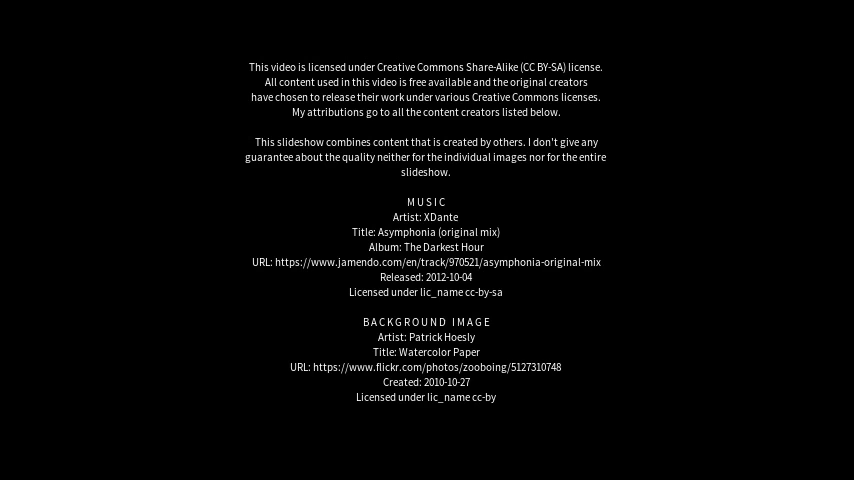 This video is licensed under Creative Commons Share-Alike (CC BY-SA) license.
All content used in this video is free available and the original creators
have chosen to release their work under various Creative Commons licenses.
My attributions go to all the content creators listed below.
This slideshow combines content that is created by others. I don't give any
guarantee about the quality neither for the individual images nor for the entire
slideshow.
MUSIC
Artist: XDante
Title: Asymphonia (original mix)
Album: The Darkest Hour
URL: https://www.jamendo.com/en/track/970521/asymphonia-original-mix
Released: 2012-10-04
Licensed under lic_name cc-by-sa
BACKGROUND IMAGE
Artist: Patrick Hoesly
Title: Watercolor Paper
URL: https://www.flickr.com/photos/zooboing/5127310748
Created: 2010-10-27
Licensed under lic_name cc-by